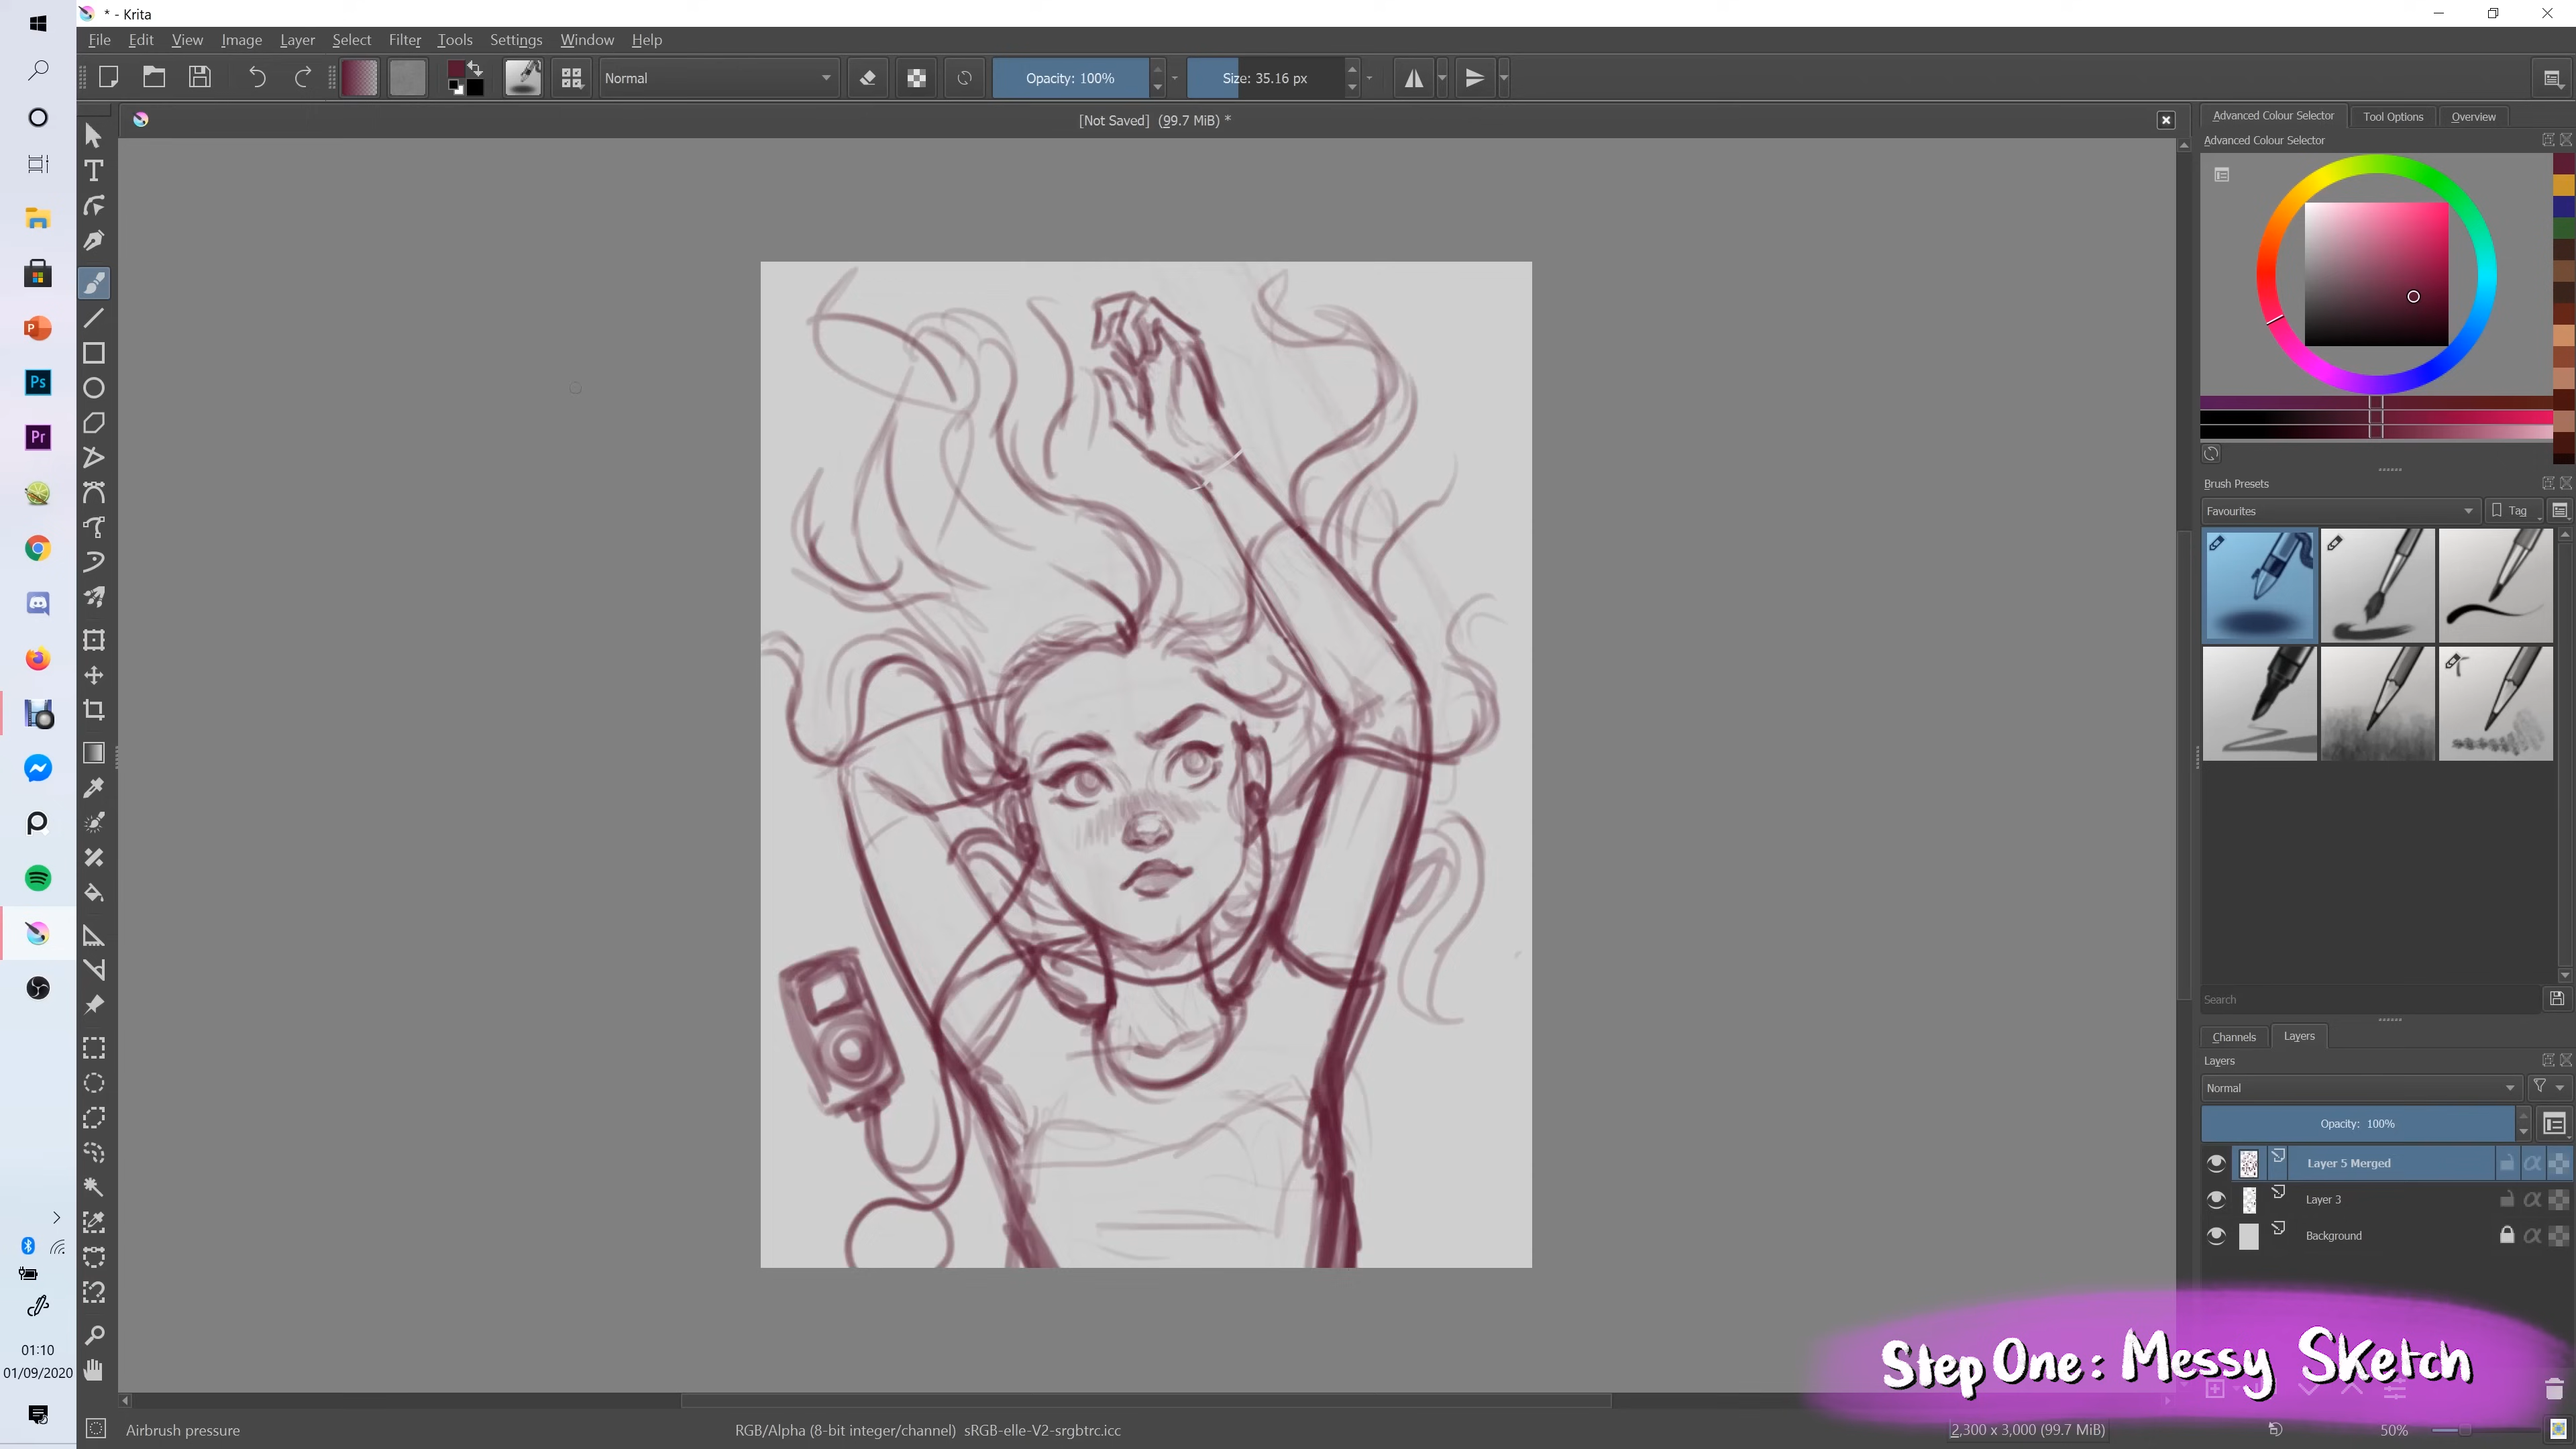 * - Krita
File Edit View Image Layer Select Filter Tools Settings Window Help
Normal
Opacity: 100%
Size: 35.16 px
[Not Saved] (99.7 MiB) *
Advanced Colour Selector
Tool Options
Overview
Advanced Colour Selector
Brush Presets
Favourites
Tag
Search
Channels
Layers
Layers
Normal
Opacity: 100%
Layer 5 Merged
Layer 3
Background
P
Ps
Pr
01:10
01/09/2020
Step One: Messy Sketch
Airbrush pressure
RGB/Alpha (8-bit integer/channel) sRGB-elle-V2-srgbtrc.icc
2,300 x 3,000 (99.7 MiB)
50%